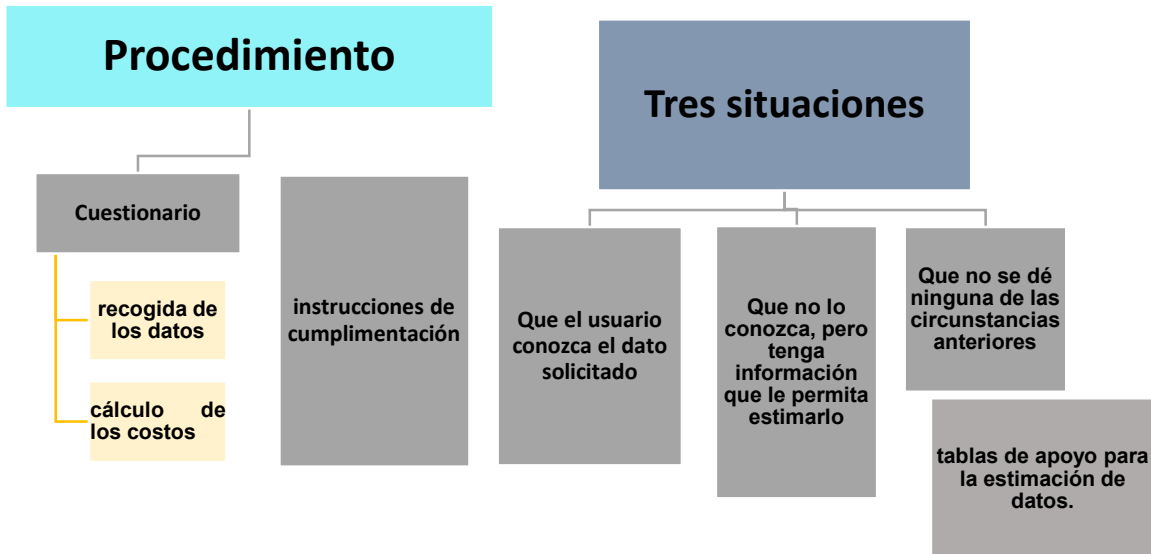 Procedimiento
Cuestionario
recogida de
los datos
cálculo de
los costos
instrucciones de
cumplimentación
Tres situaciones
Que el usuario
conozca el dato
solicitado
Que no lo
conozca, pero
tenga
información
que le permita
estimarlo
Que no se dé
ninguna de las
circunstancias
anteriores
tablas de apoyo para
la estimación de
datos.